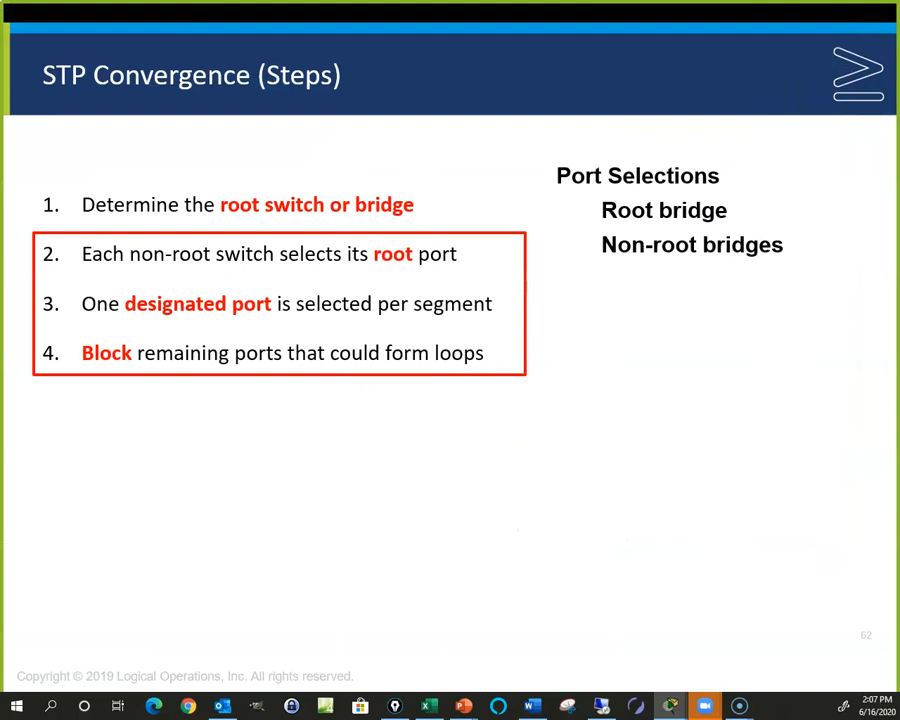 STP Convergence (Steps)
1. Determine the root switch or bridge
2. Each non-root switch selects its root port
3. One designated port is selected per segment
4. Block remaining ports that could form loops
Port Selections
Root bridge
Non-root bridges
62
Copyright © 2019 Logical Operations, Inc. All rights reserved.
2:07 PM
6/16/2020